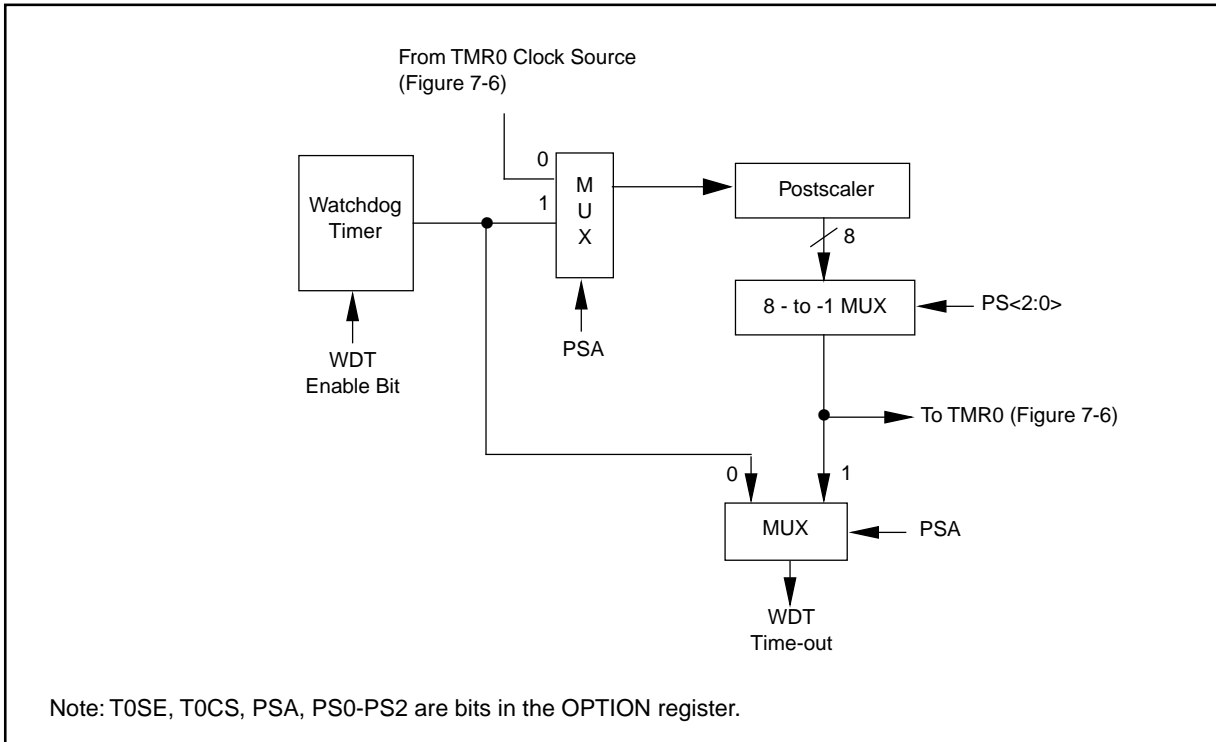 From TMR0 Clock Source
(Figure 7-6)
0
1
M
U
X
Watchdog
Timer
Postscaler
8
8 - to -1 MUX
PS<2:0>
PSA
WDT
Enable Bit
To TMR0 (Figure 7-6)
0
1
MUX
PSA
WDT
Time-out
Note: T0SE, T0CS, PSA, PS0-PS2 are bits in the OPTION register.